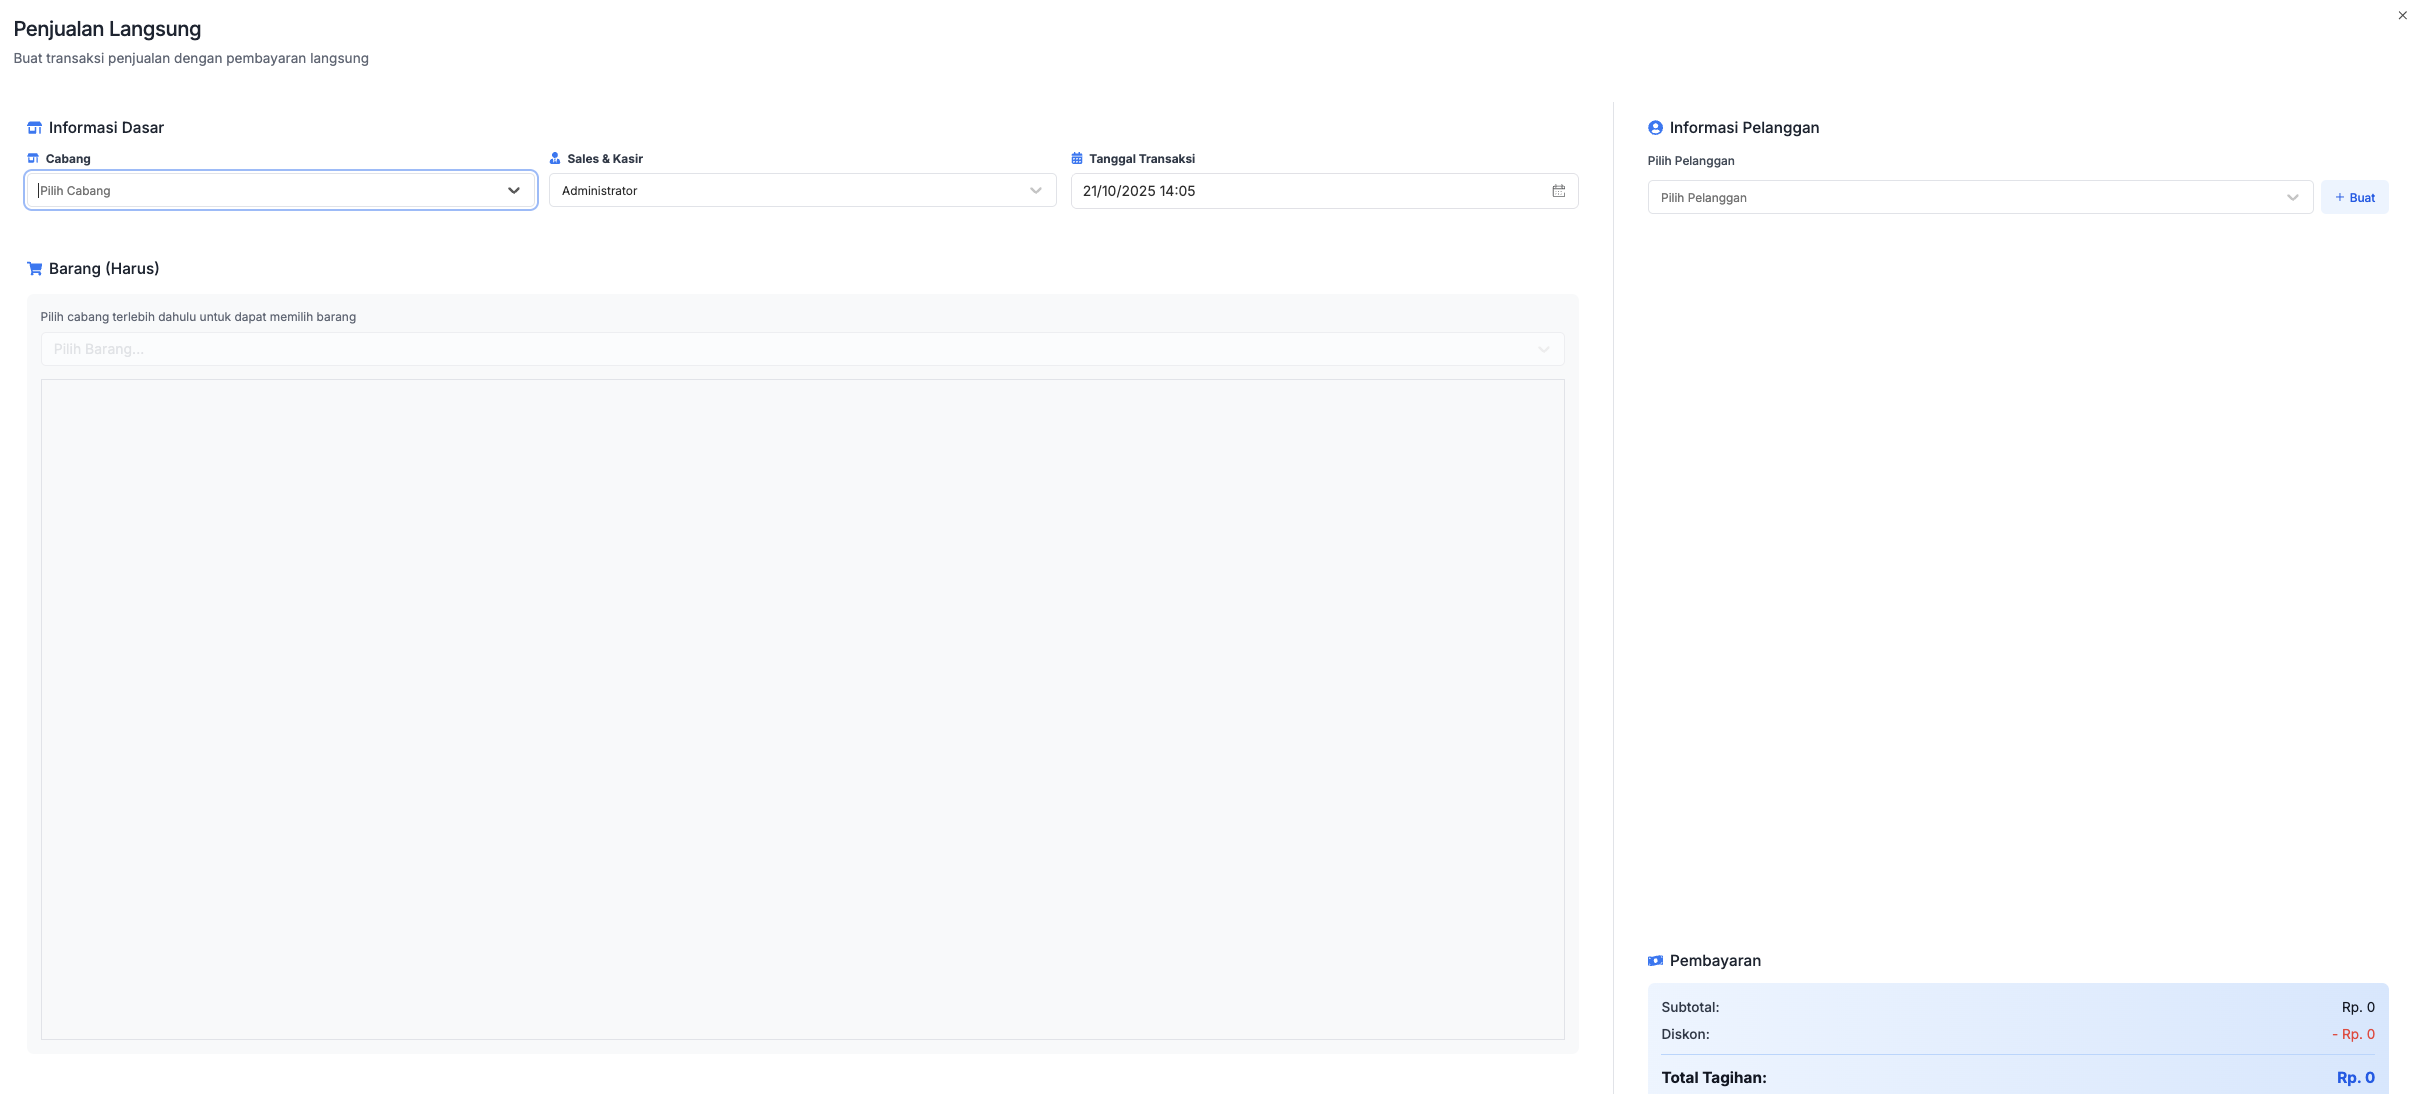 Penjualan Langsung
Buat transaksi penjualan dengan pembayaran langsung
Informasi Dasar
Cabang
Pilih Cabang
Sales & Kasir
Administrator
Tanggal Transaksi
21/10/2025 14:05
Barang (Harus)
Pilih cabang terlebih dahulu untuk dapat memilih barang
Pilih Barang...
Informasi Pelanggan
Pilih Pelanggan
Pilih Pelanggan
+ Buat
Pembayaran
Subtotal: Rp. 0
Diskon: - Rp. 0
Total Tagihan: Rp. 0